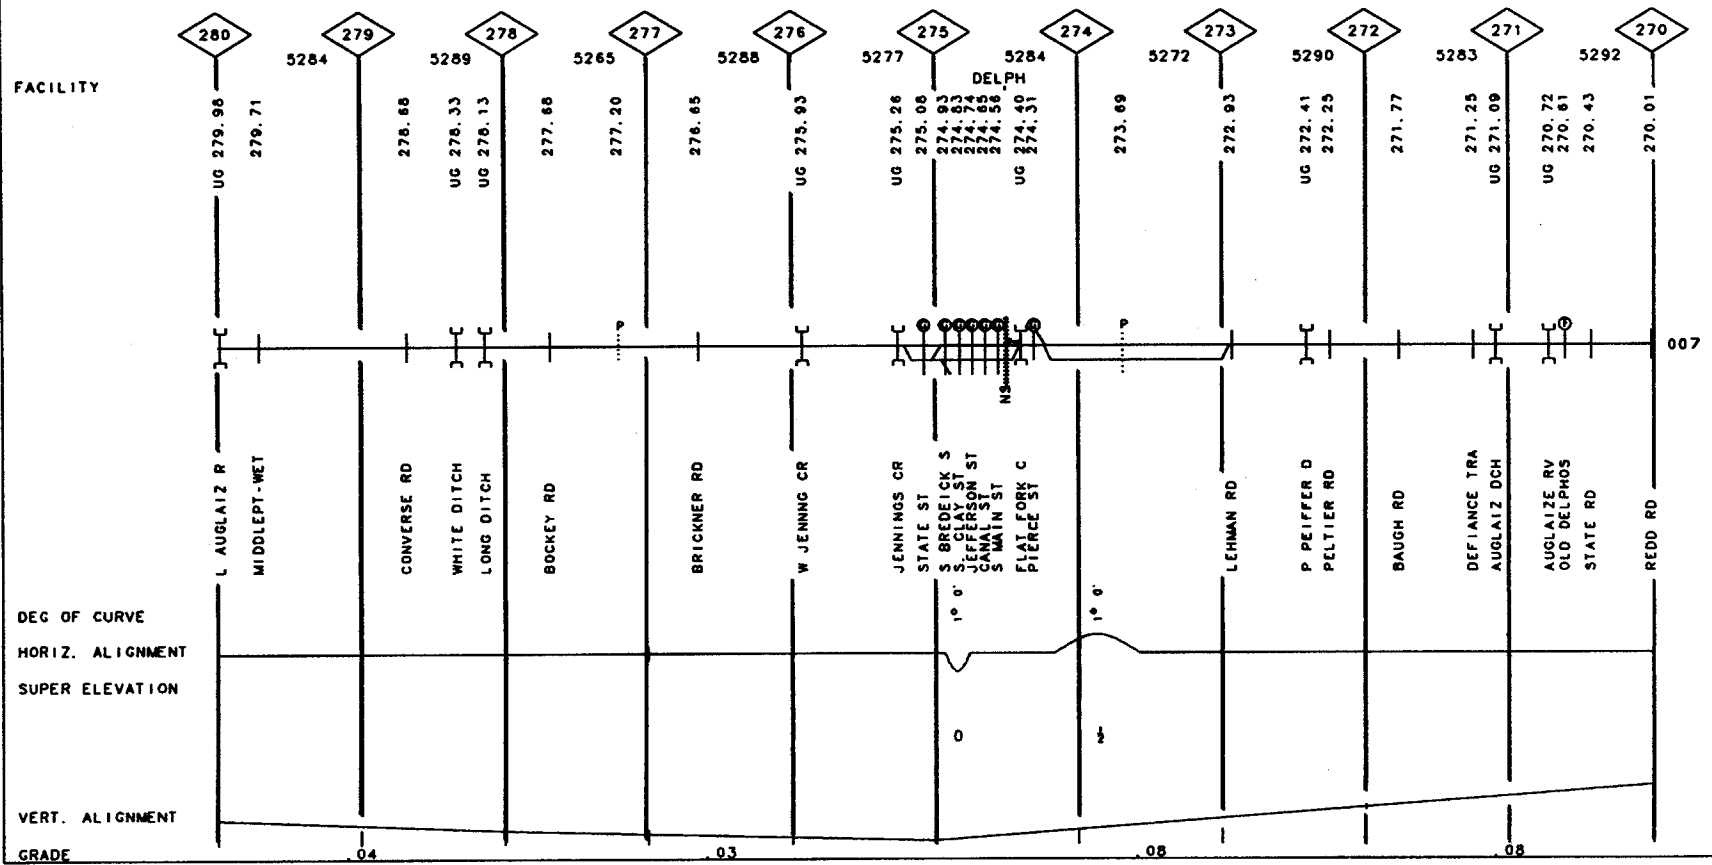 280 279 278 277 276 275 274 273 272 271 270
5284 5289 5265 5288 5277 5284 5272 5290 5283 5292
FACILITY
DELPH
UG 279.98
279.71
278.68
UG 278.33
UG 278.13
277.68
277.20
276.65
UG 275.93
UG 275.26
275.08
274.93
274.83
274.74
274.65
274.56
UG 274.40
274.31
273.69
272.93
UG 272.41
272.25
271.77
271.25
UG 271.09
UG 270.72
270.61
270.43
270.01
P
P
P
NS
007
L AUGLAIZ R
MIDDLEPT-WET
CONVERSE RD
WHITE DITCH
LONG DITCH
BOCKEY RD
BRICKNER RD
W JENNNG CR
JENNINGS CR
STATE ST
S BREDEICK S
S. CLAY ST
JEFFERSON ST
CANAL ST
S MAIN ST
FLAT FORK C
PIERCE ST
LEHMAN RD
P PEIFFER D
PELTIER RD
BAUGH RD
DEFIANCE TRA
AUGLAIZ DCH
AUGLAIZE RV
OLD DELPHOS
STATE RD
REDD RD
DEG OF CURVE
1° 0'
1° 0'
HORIZ. ALIGNMENT
SUPER ELEVATION
0
½
VERT. ALIGNMENT
GRADE
.04 .03 .08 .08